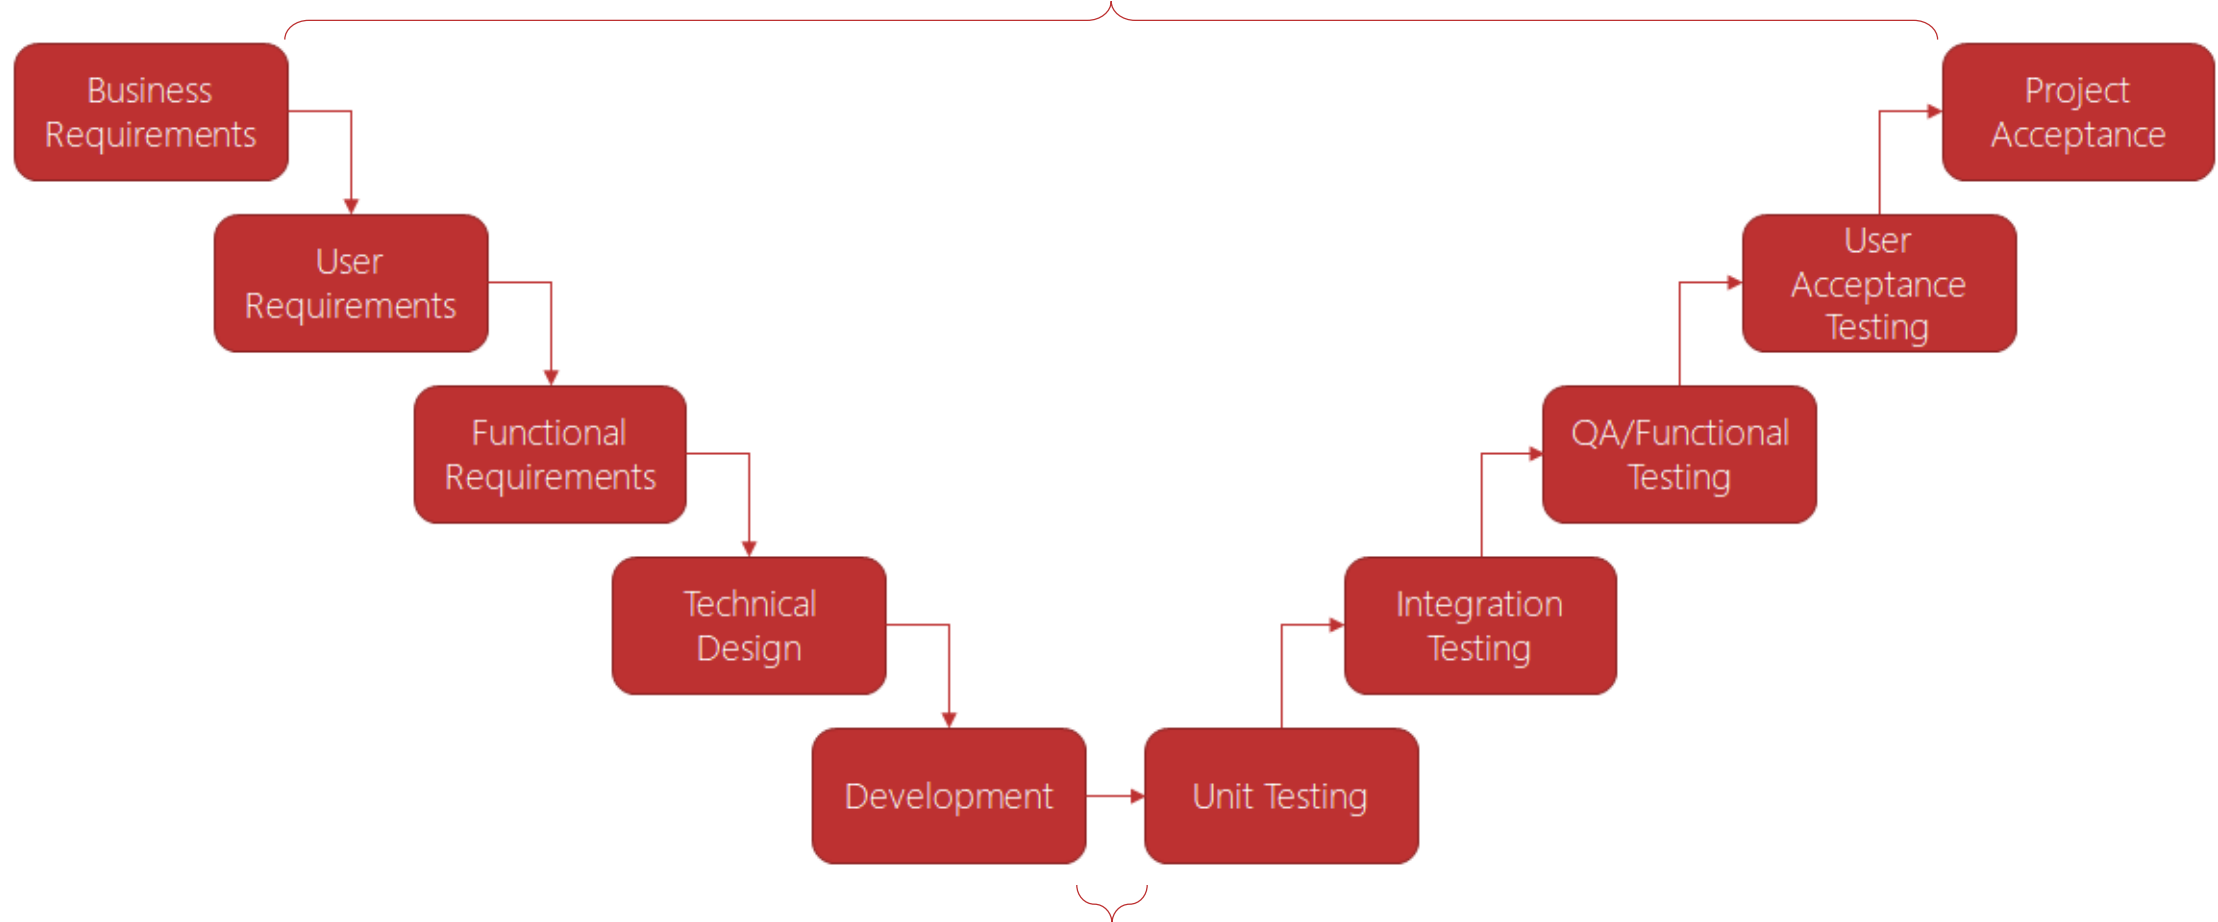 Business
Requirements
Project
Acceptance
User
Requirements
User
Acceptance
Testing
Functional
Requirements
QA/Functional
Testing
Technical
Design
Integration
Testing
Development
Unit Testing